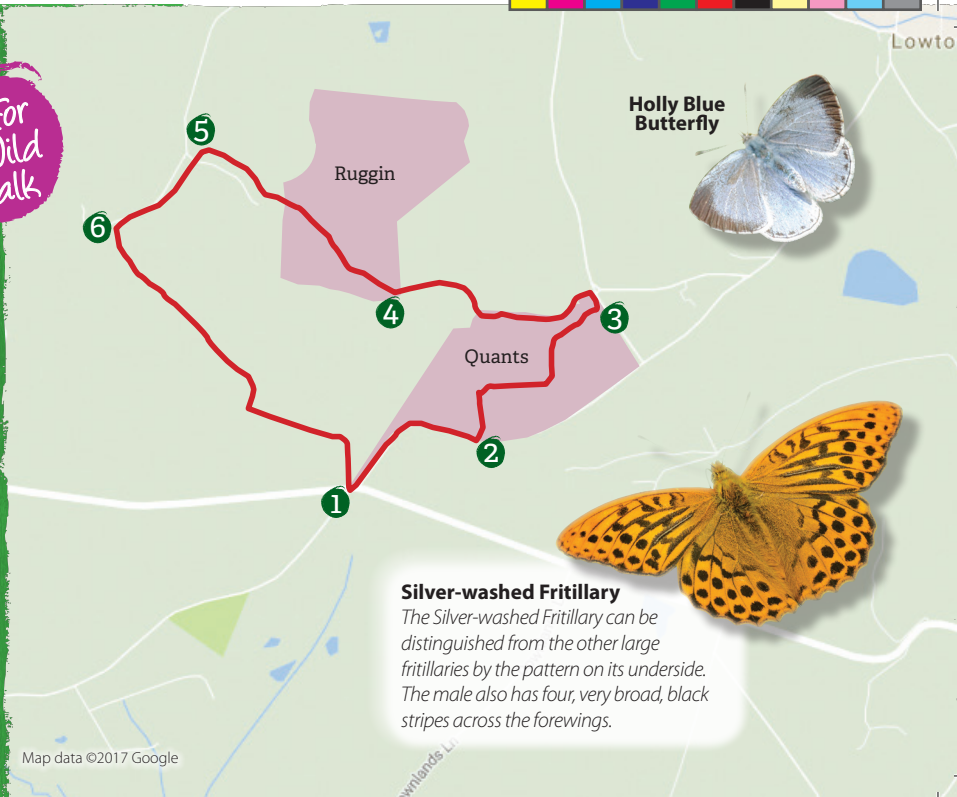 Lowto
For
Wild
alk
Holly Blue
Butterfly
5
Ruggin
6
4
3
Quants
2
1
Silver-washed Fritillary
The Silver-washed Fritillary can be
distinguished from the other large
fritillaries by the pattern on its underside.
The male also has four, very broad, black
stripes across the forewings.
Map data ©2017 Google
wnlands Ln